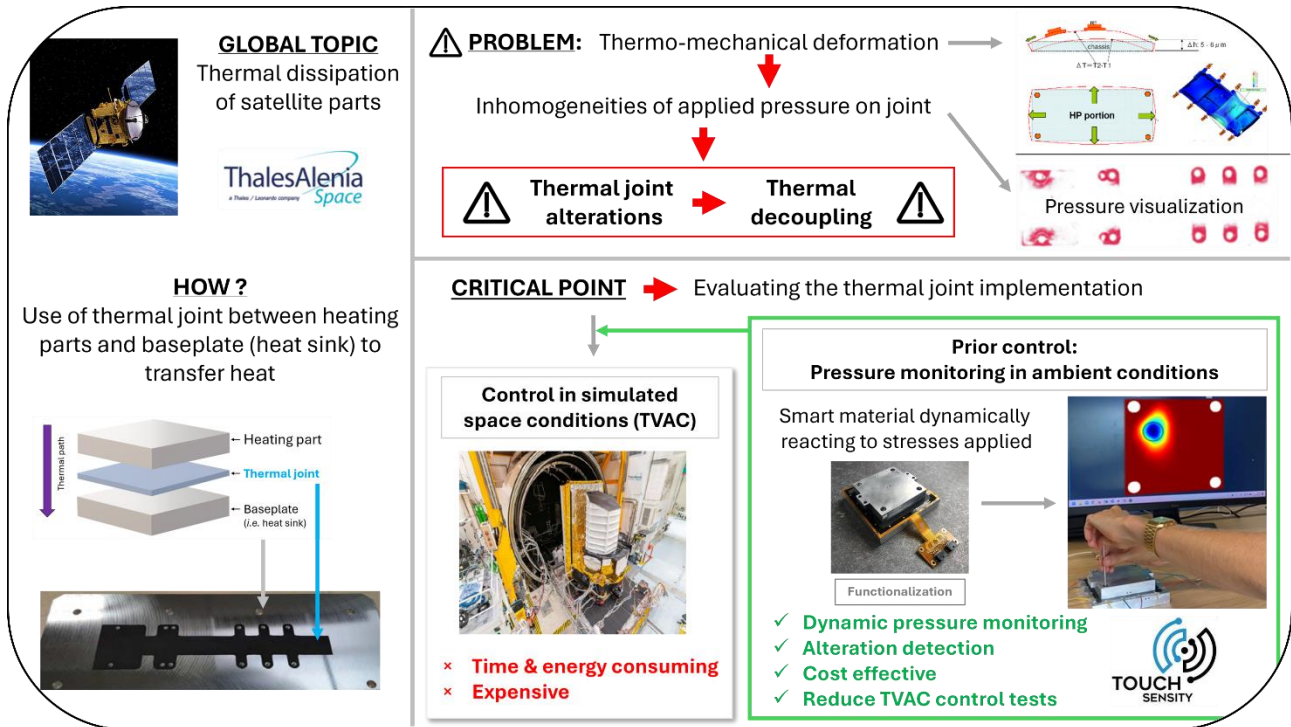 GLOBAL TOPIC
Thermal dissipation
of satellite parts
ThalesAlenia
a Thales / Leonardo company
Space
HOW ?
Use of thermal joint between heating
parts and baseplate (heat sink) to
transfer heat
Thermal path
Heating part
Thermal joint
Baseplate
(i.e. heat sink)
PROBLEM: Thermo-mechanical deformation
Inhomogeneities of applied pressure on joint
Thermal joint
alterations
Thermal
decoupling
chassis
Δh: 5 - 6 µm
ΔT=T2-T1
HP portion
Pressure visualization
CRITICAL POINT
Evaluating the thermal joint implementation
Control in simulated
space conditions (TVAC)
× Time & energy consuming
× Expensive
Prior control:
Pressure monitoring in ambient conditions
Smart material dynamically
reacting to stresses applied
Functionalization
✓ Dynamic pressure monitoring
✓ Alteration detection
✓ Cost effective
✓ Reduce TVAC control tests
TOUCH
SENSITY